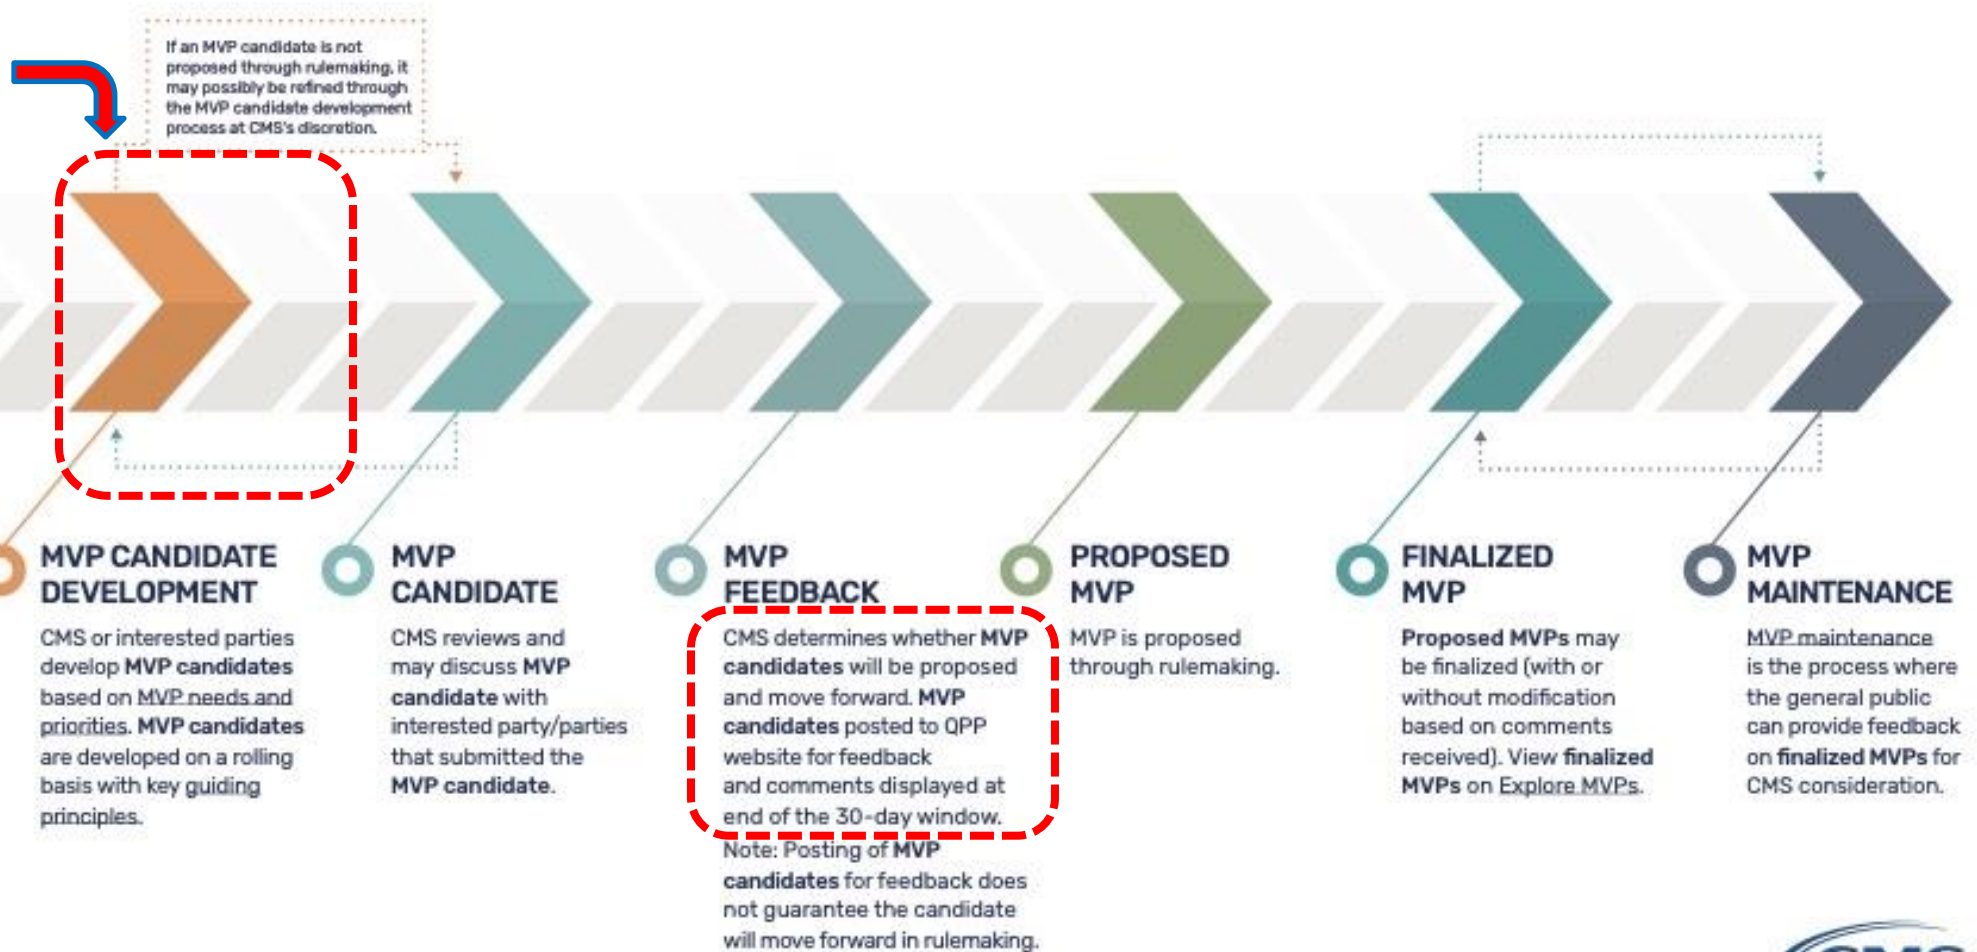 If an MVP candidate is not
proposed through rulemaking, it
may possibly be refined through
the MVP candidate development
process at CMS's discretion.
MVP CANDIDATE
DEVELOPMENT
CMS or interested parties
develop MVP candidates
based on MVP needs and
priorities. MVP candidates
are developed on a rolling
basis with key guiding
principles.
MVP
CANDIDATE
CMS reviews and
may discuss MVP
candidate with
interested party/parties
that submitted the
MVP candidate.
MVP
FEEDBACK
CMS determines whether MVP
candidates will be proposed
and move forward. MVP
candidates posted to QPP
website for feedback
and comments displayed at
end of the 30-day window.
Note: Posting of MVP
candidates for feedback does
not guarantee the candidate
will move forward in rulemaking.
PROPOSED
MVP
MVP is proposed
through rulemaking.
FINALIZED
MVP
Proposed MVPs may
be finalized (with or
without modification
based on comments
received). View finalized
MVPs on Explore MVPs.
MVP
MAINTENANCE
MVP maintenance
is the process where
the general public
can provide feedback
on finalized MVPs for
CMS consideration.
CMS